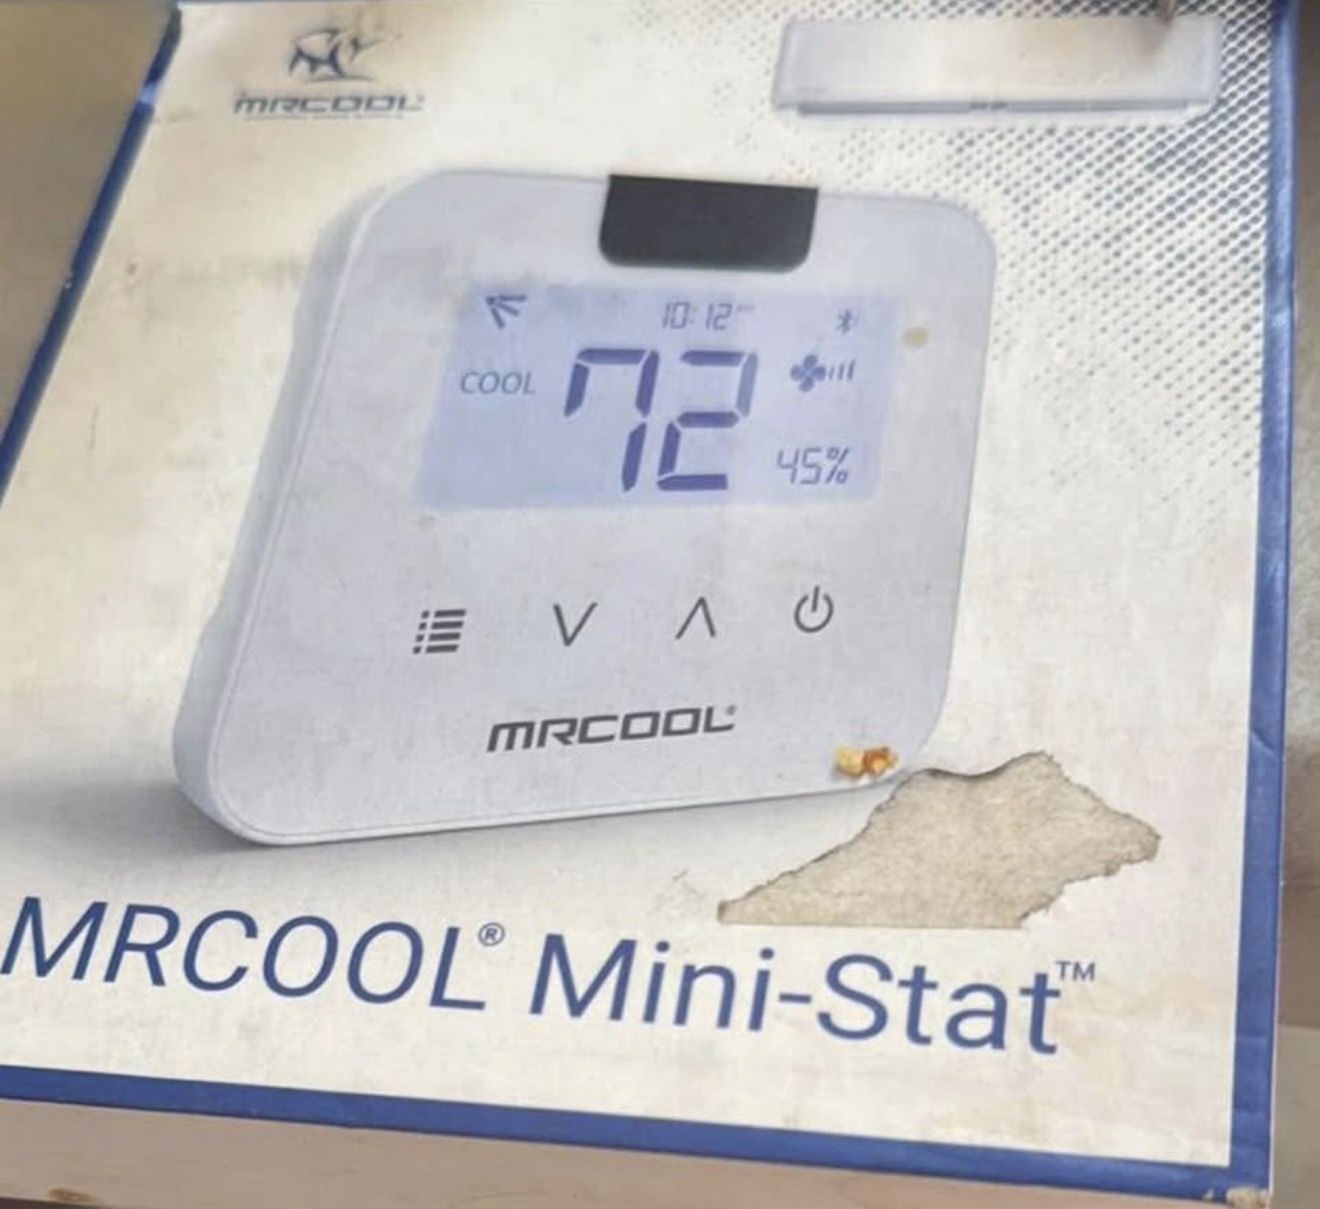 MRCOOL
10:12
COOL
72
45%
MRCOOL®
MRCOOL® Mini-Stat™